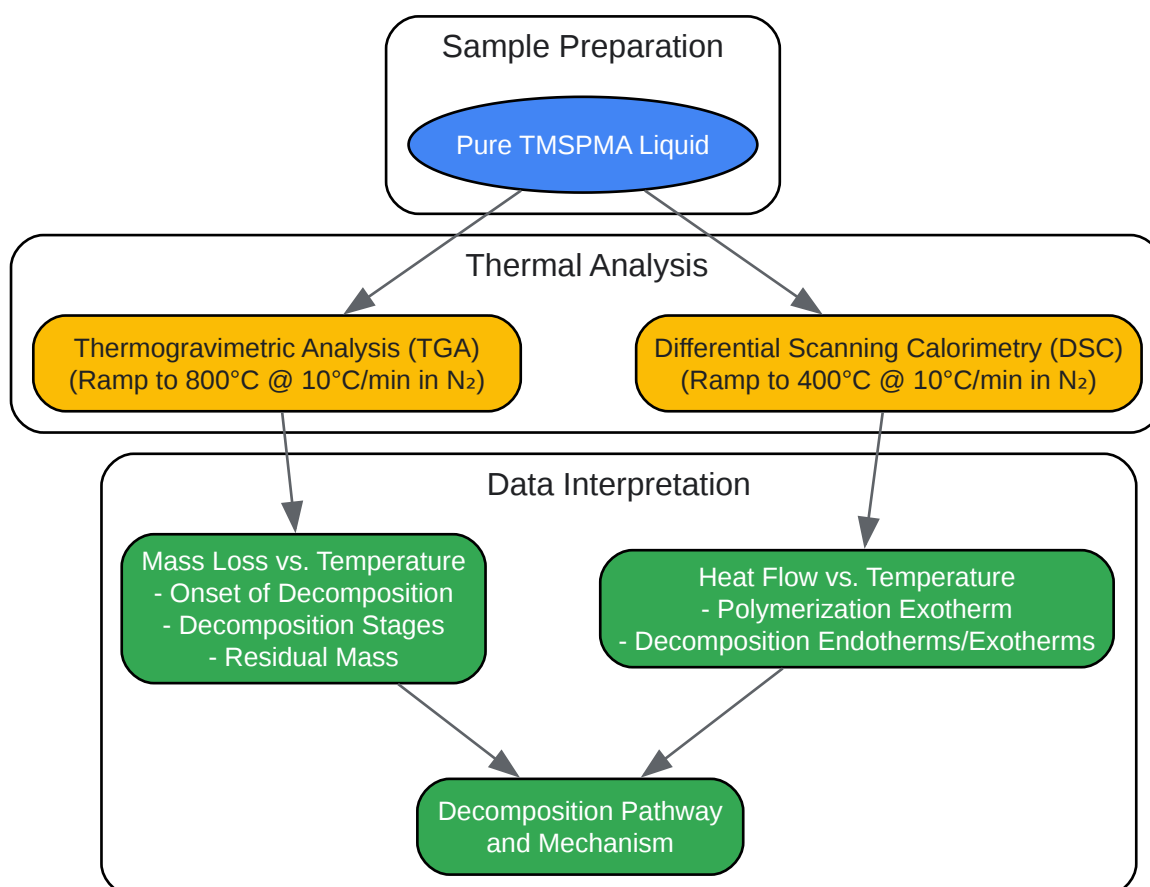 Sample Preparation
Pure TMSPMA Liquid
Thermal Analysis
Thermogravimetric Analysis (TGA)
(Ramp to 800°C @ 10°C/min in N₂)
Differential Scanning Calorimetry (DSC)
(Ramp to 400°C @ 10°C/min in N₂)
Data Interpretation
Mass Loss vs. Temperature
- Onset of Decomposition
- Decomposition Stages
- Residual Mass
Heat Flow vs. Temperature
- Polymerization Exotherm
- Decomposition Endotherms/Exotherms
Decomposition Pathway
and Mechanism